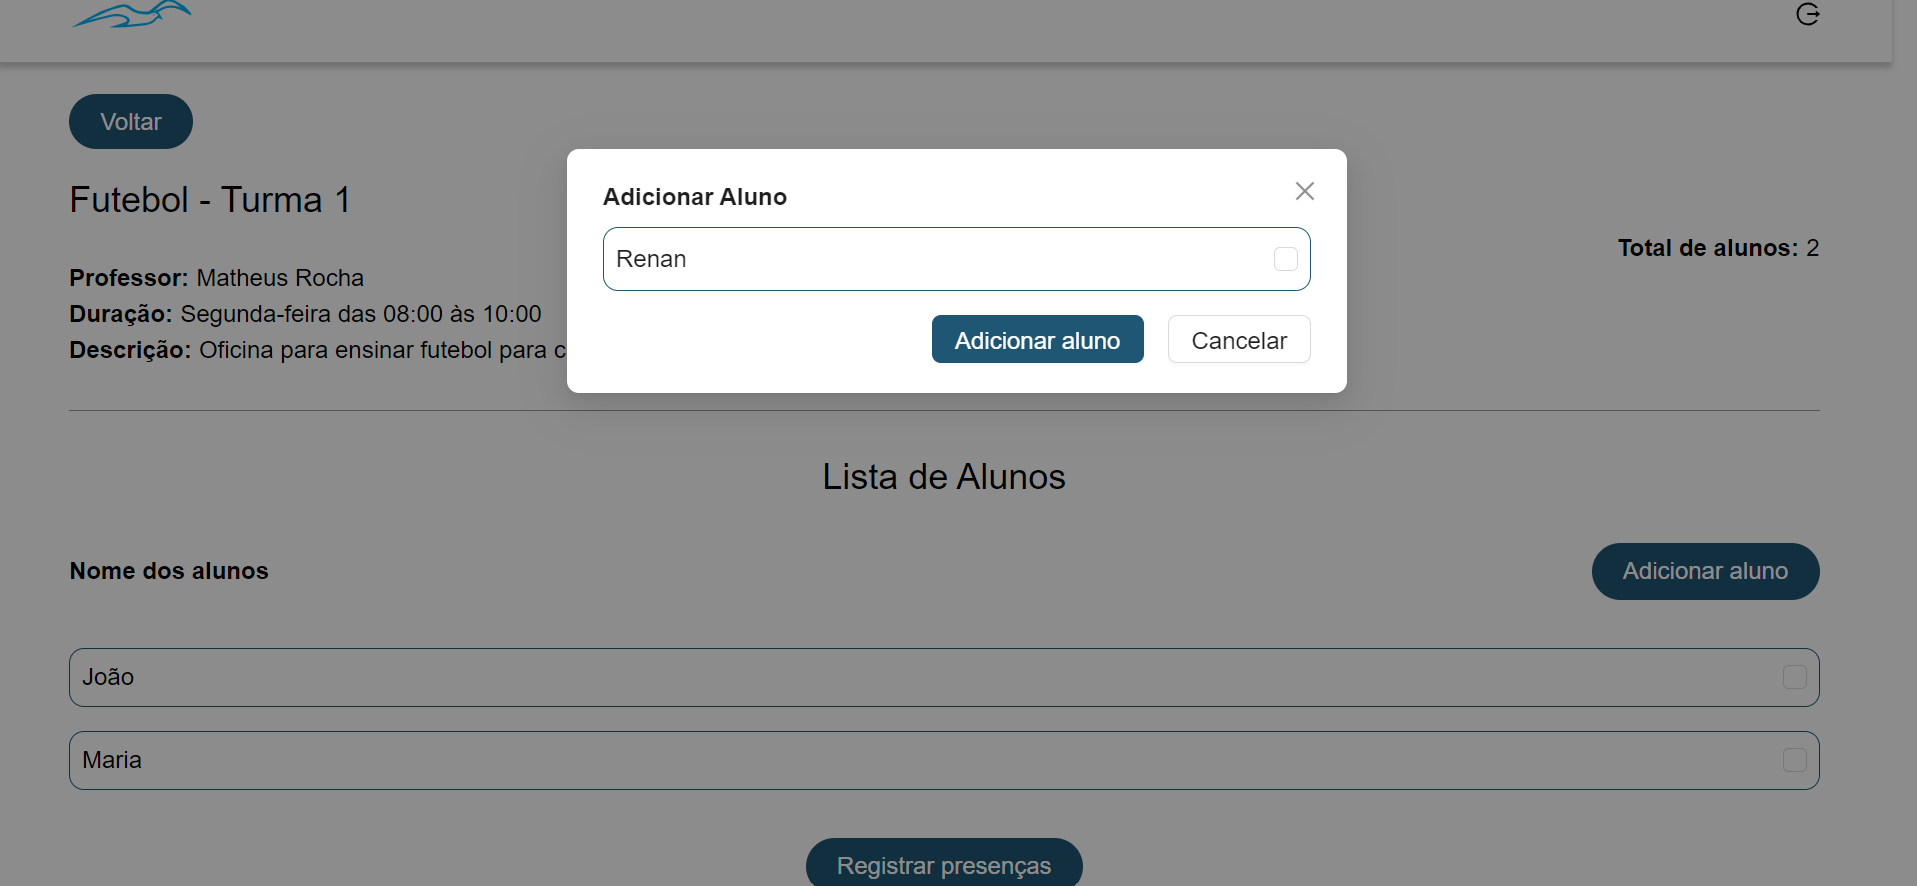 Voltar
Futebol - Turma 1
Professor: Matheus Rocha
Duração: Segunda-feira das 08:00 às 10:00
Descrição: Oficina para ensinar futebol para c
Total de alunos: 2
Adicionar Aluno
Renan
Adicionar aluno
Cancelar
Lista de Alunos
Nome dos alunos
Adicionar aluno
João
Maria
Registrar presenças